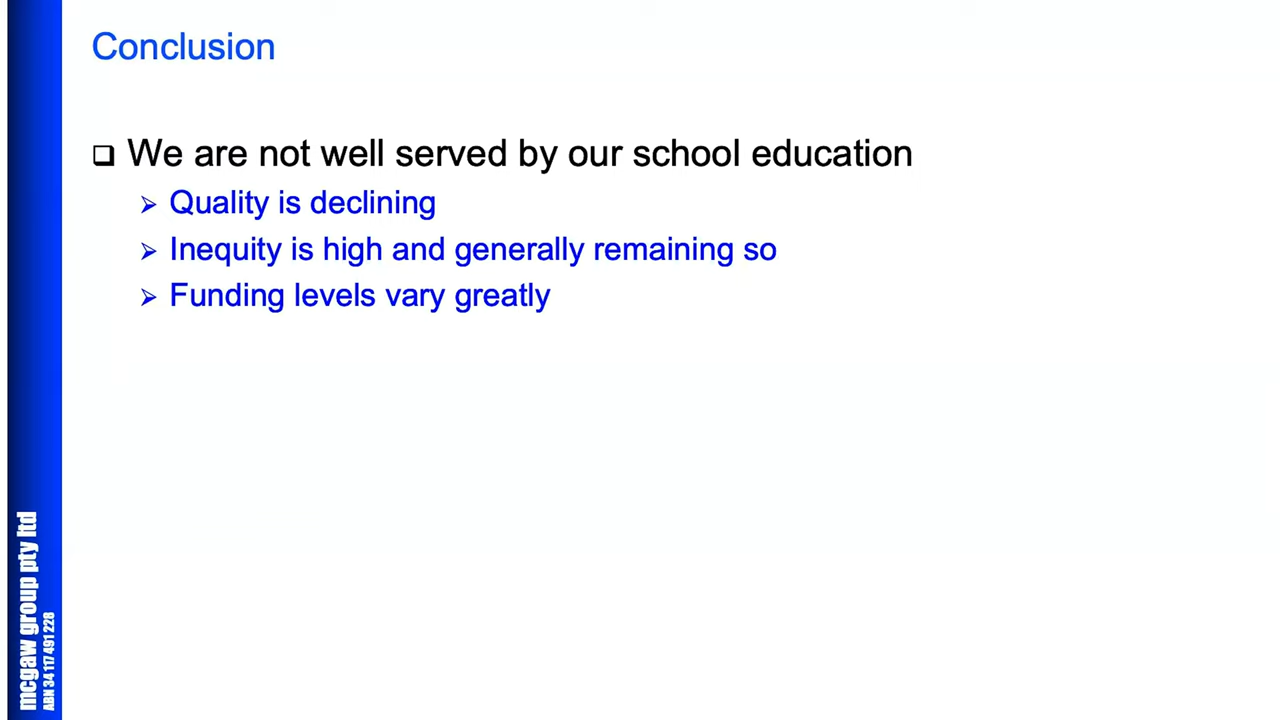 Conclusion
We are not well served by our school education
Quality is declining
Inequity is high and generally remaining so
Funding levels vary greatly
mcgaw group pty ltd
ABN 34 117 491 228